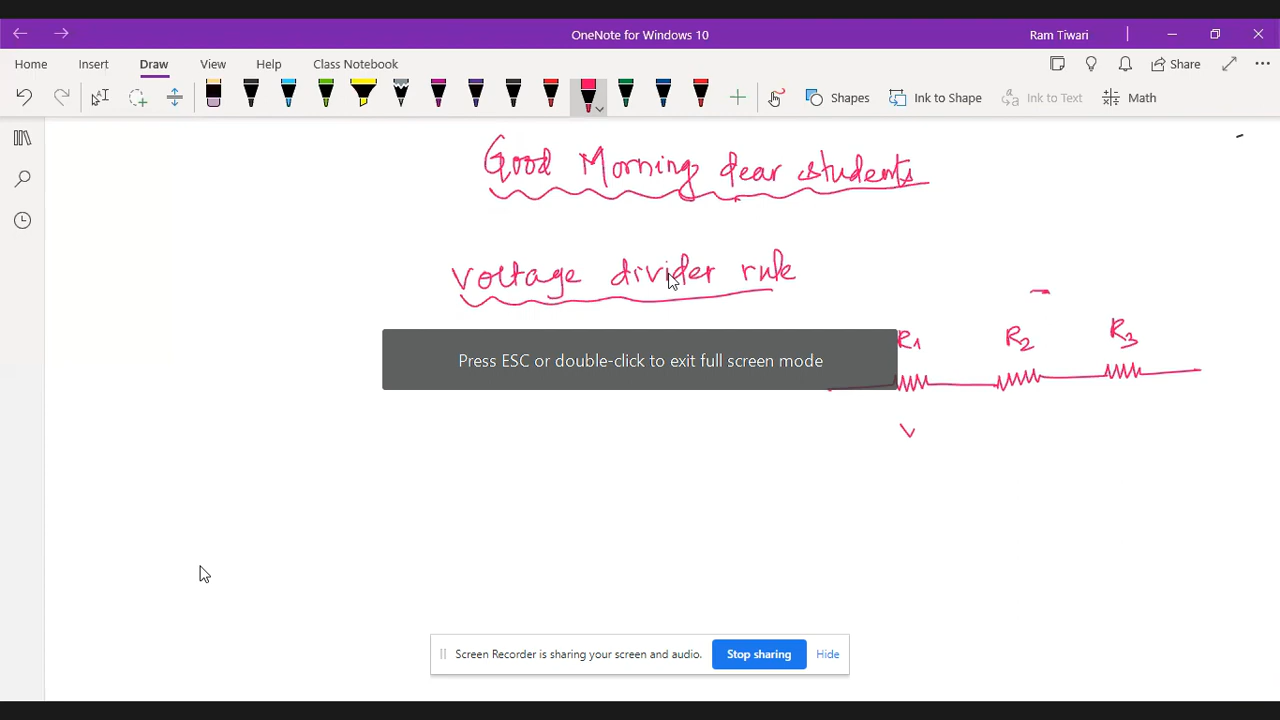 OneNote for Windows 10
Ram Tiwari
Home Insert Draw View Help Class Notebook Share
Shapes Ink to Shape Ink to Text Math
Good Morning dear students
voltage divider rule
R1 R2 R3
Press ESC or double-click to exit full screen mode
V
Screen Recorder is sharing your screen and audio. Stop sharing Hide